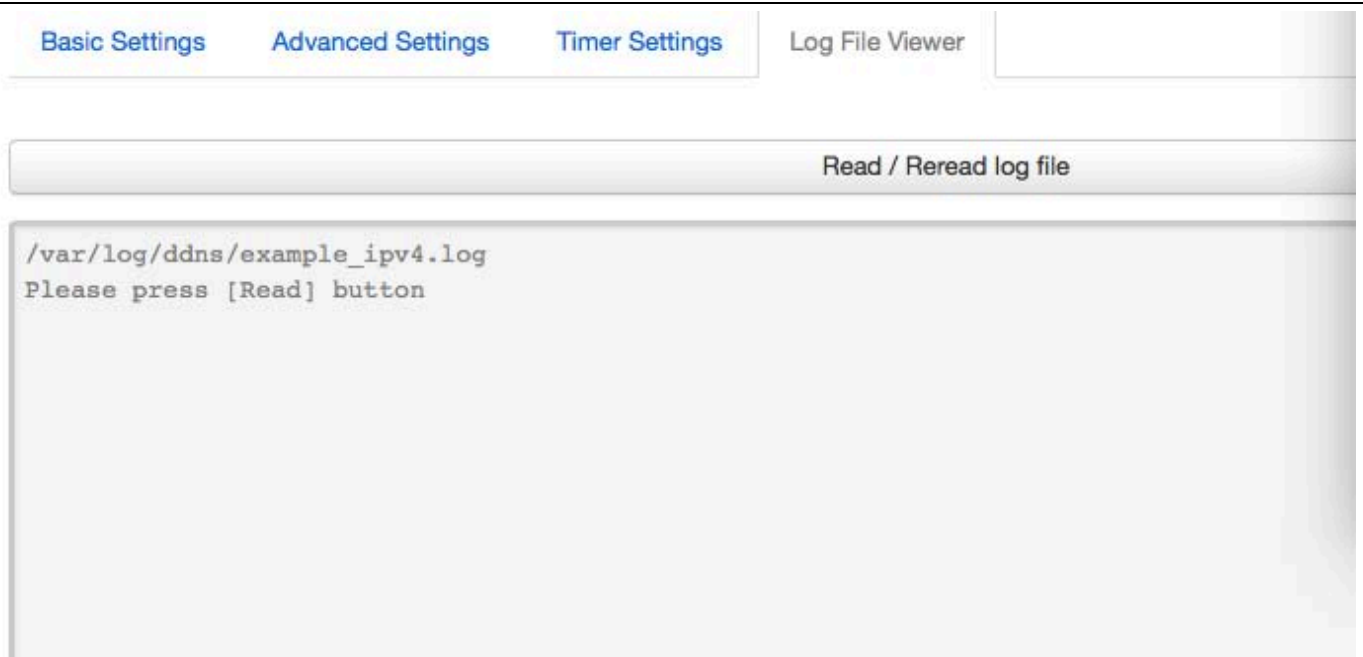 Basic Settings Advanced Settings Timer Settings Log File Viewer
Read / Reread log file
/var/log/ddns/example_ipv4.log
Please press [Read] button